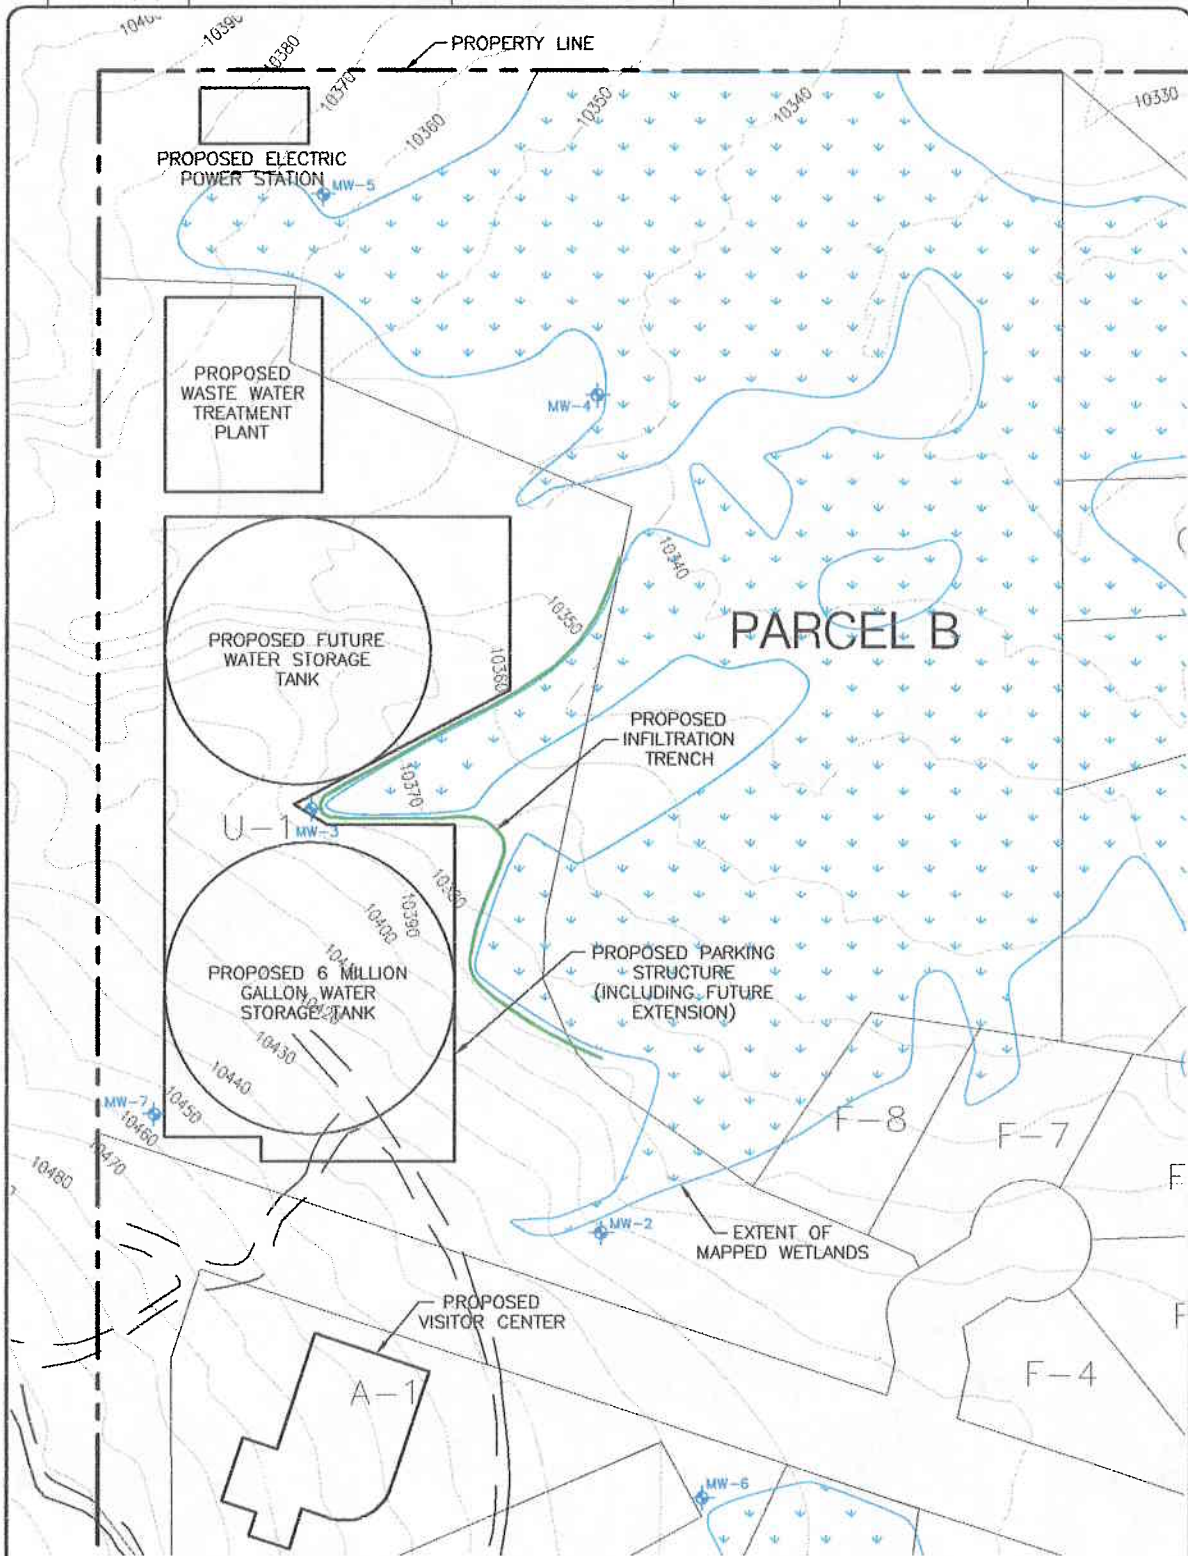 10390
10380
10370
10360
10350
10340
10330
PROPERTY LINE
PROPOSED ELECTRIC
POWER STATION
MW-5
PROPOSED
WASTE WATER
TREATMENT
PLANT
MW-4
10340
10350
10360
PARCEL B
PROPOSED FUTURE
WATER STORAGE
TANK
PROPOSED
INFILTRATION
TRENCH
10370
U-1
MW-3
10380
10390
10400
PROPOSED 6 MILLION
GALLON WATER
STORAGE TANK
10420
10430
10440
10450
10460
10470
10480
PROPOSED PARKING
STRUCTURE
(INCLUDING FUTURE
EXTENSION)
MW-7
F-8
F-7
MW-2
EXTENT OF
MAPPED WETLANDS
PROPOSED
VISITOR CENTER
A-1
F-4
MW-6